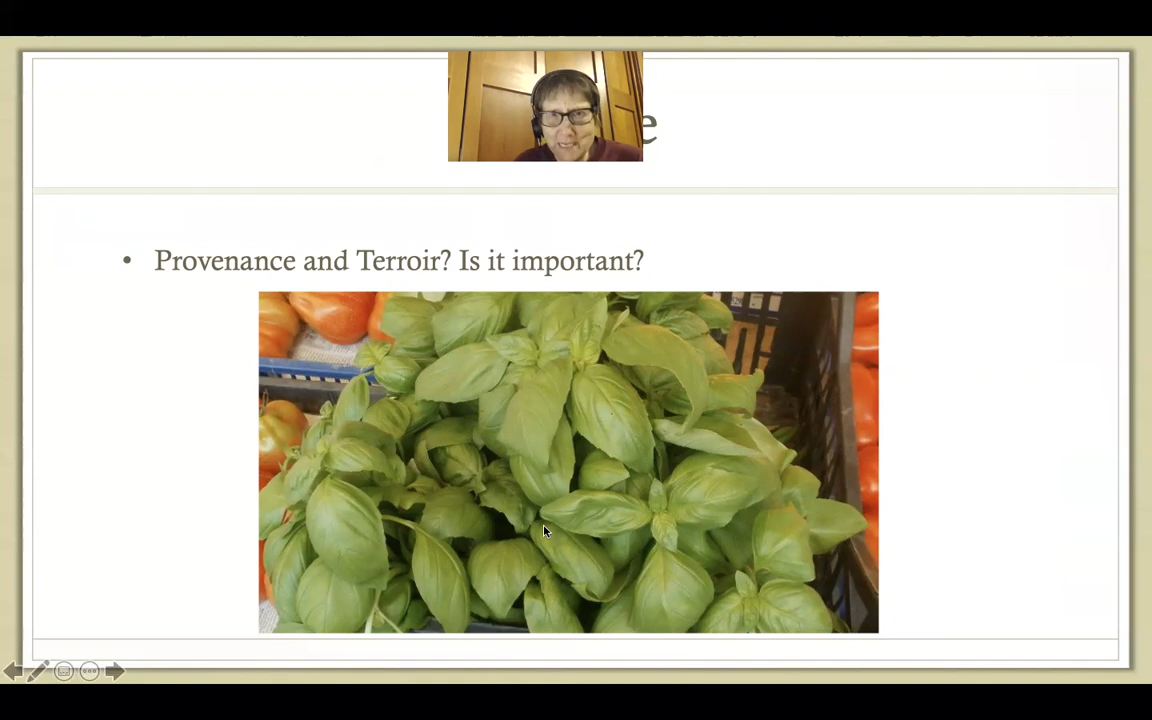 • Provenance and Terroir? Is it important?